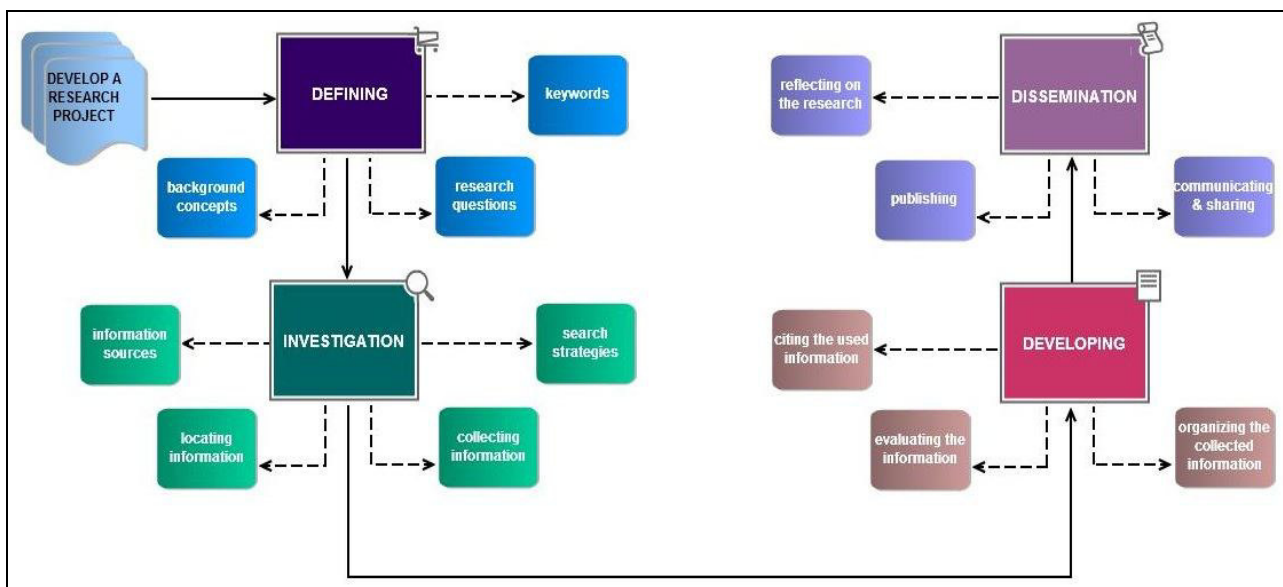 DEVELOP A
RESEARCH
PROJECT
DEFINING
keywords
background
concepts
research
questions
INVESTIGATION
information
sources
search
strategies
locating
information
collecting
information
DISSEMINATION
reflecting on
the research
publishing
communicating
& sharing
DEVELOPING
citing the used
information
evaluating the
information
organizing the
collected
information